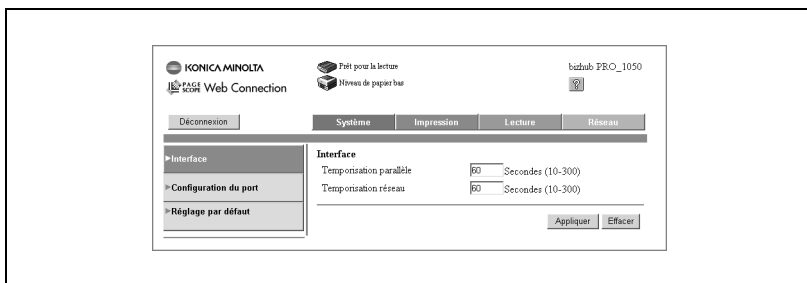 KONICA MINOLTA
PAGE SCOPE Web Connection
Prêt pour la lecture
Niveau de papier bas
bizhub PRO_1050
?
Déconnexion
Système Impression Lecture Réseau
►Interface
►Configuration du port
►Réglage par défaut
Interface
Temporisation parallèle 60 Secondes (10-300)
Temporisation réseau 60 Secondes (10-300)
Appliquer Effacer